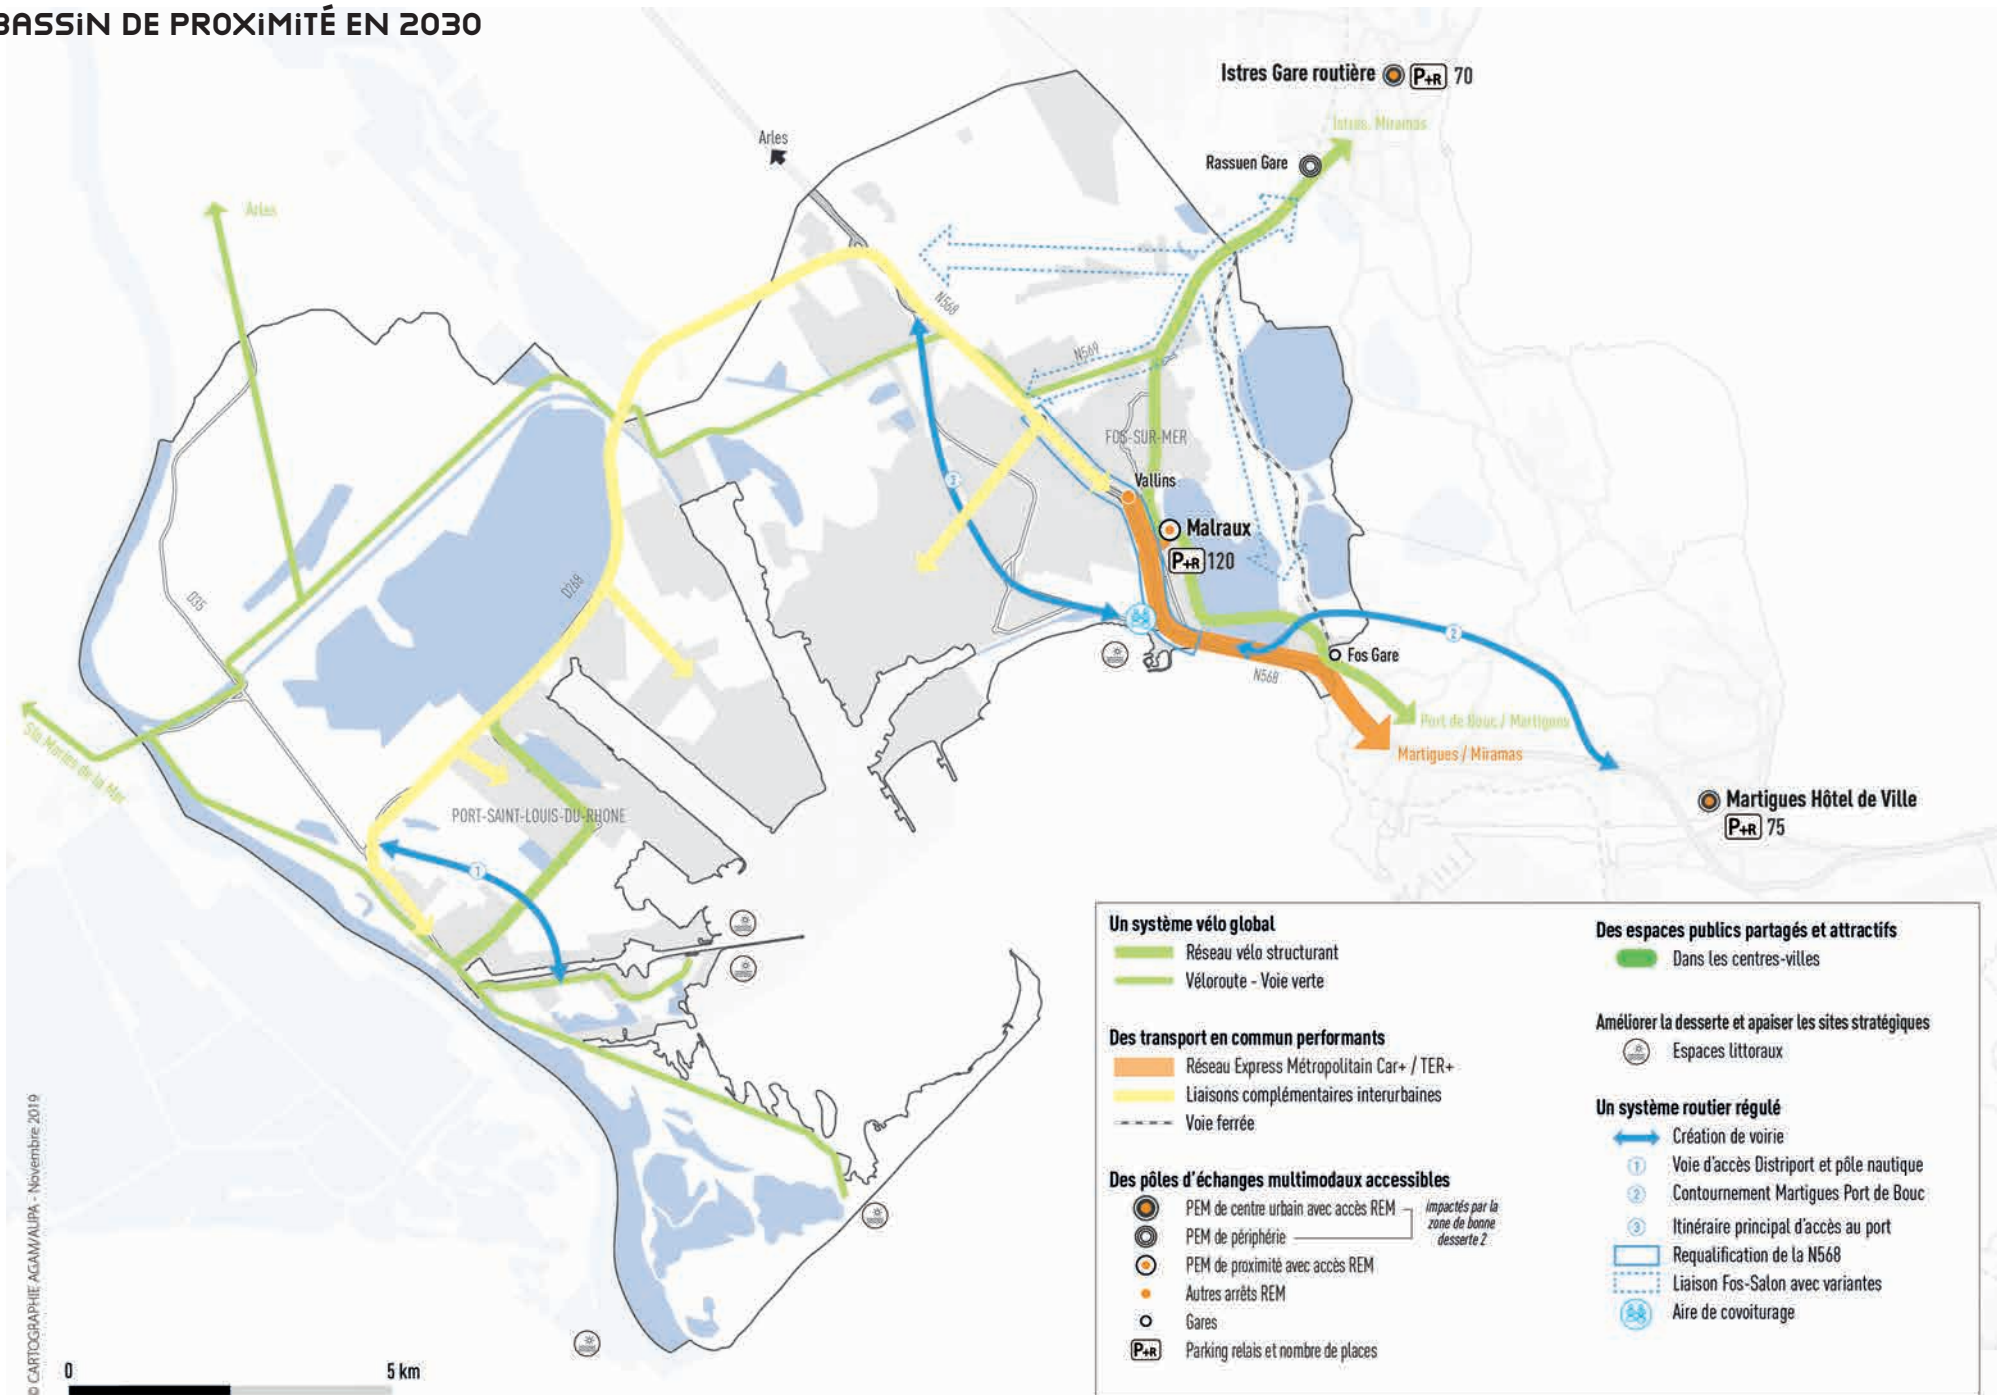 BASSIN DE PROXIMITÉ EN 2030
Istres Gare routière P+R 70
Istres, Miramas
Arles
Rassuen Gare
Arles
N568
N569
FOS-SUR-MER
Vallins
Malraux
P+R 120
D268
D35
Fos Gare
N568
Port de Bouc / Martigues
Martigues / Miramas
Ste Maries de la Mer
PORT-SAINT-LOUIS-DU-RHONE
Martigues Hôtel de Ville
P+R 75
1
2
3
Un système vélo global
Réseau vélo structurant
Véloroute - Voie verte
Des transport en commun performants
Réseau Express Métropolitain Car+ / TER+
Liaisons complémentaires interurbaines
Voie ferrée
Des pôles d'échanges multimodaux accessibles
PEM de centre urbain avec accès REM
PEM de périphérie
impactés par la
zone de bonne
desserte 2
PEM de proximité avec accès REM
Autres arrêts REM
Gares
P+R Parking relais et nombre de places
Des espaces publics partagés et attractifs
Dans les centres-villes
Améliorer la desserte et apaiser les sites stratégiques
Espaces littoraux
Un système routier régulé
Création de voirie
1 Voie d'accès Distriport et pôle nautique
2 Contournement Martigues Port de Bouc
3 Itinéraire principal d'accès au port
Requalification de la N568
Liaison Fos-Salon avec variantes
Aire de covoiturage
© CARTOGRAPHIE AGAM/AUPA - Novembre 2019
0 5 km